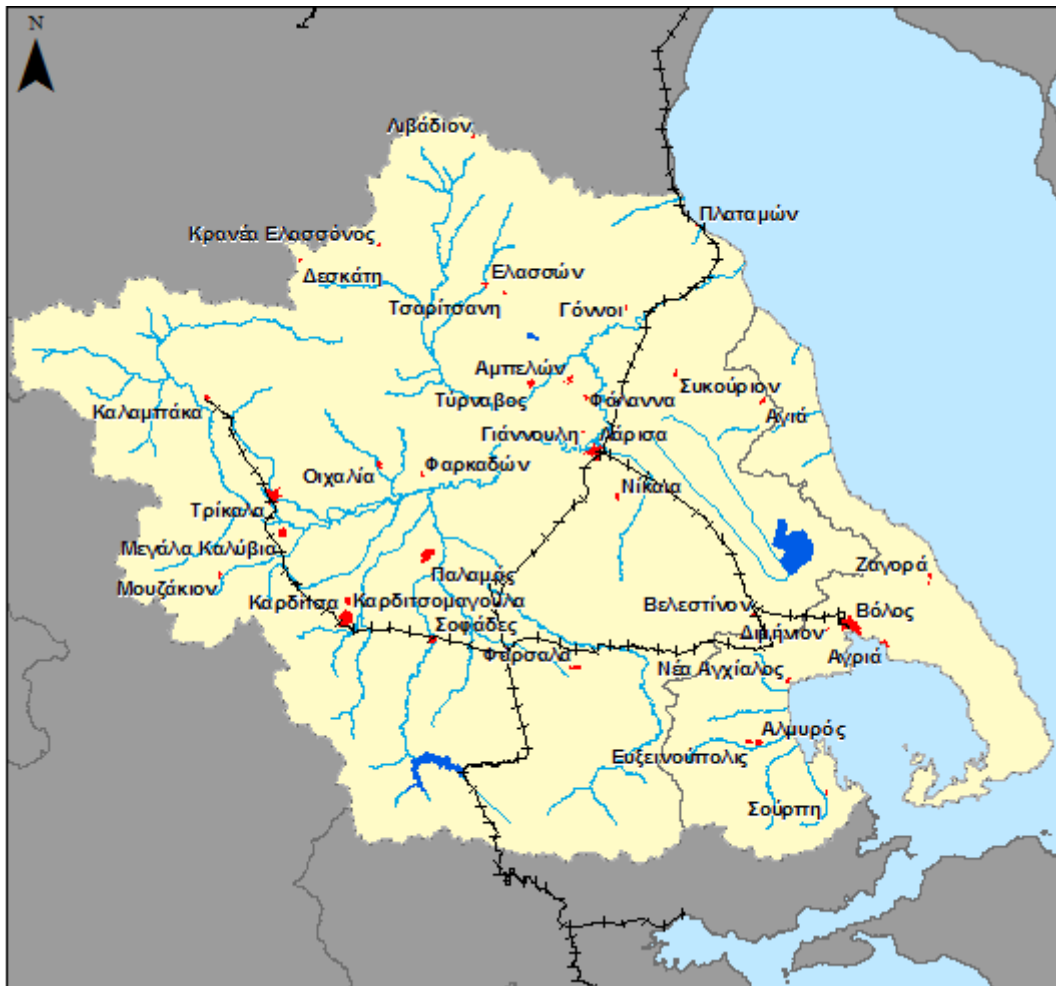 N
Λιβάδιον
Πλαταμών
Κρανέα Ελασσόνος
Δεσκάτη
Ελασσών
Τσαρίτσανη
Γόννοι
Αμπελών
Συκούριον
Τύρναβος
Φάλαννα
Αγιά
Καλαμπάκα
Γιάννουλη
Λάρισα
Οιχαλία
Φαρκαδών
Νίκαια
Τρίκαλα
Μεγάλα Καλύβια
Μουζάκιον
Παλαμάς
Ζαγορά
Καρδίτσα
Καρδιτσομαγούλα
Βελεστίνον
Βόλος
Σοφάδες
Διμήνιον
Φάρσαλα
Νέα Αγχίαλος
Αγριά
Αλμυρός
Ευξεινούπολις
Σούρπη